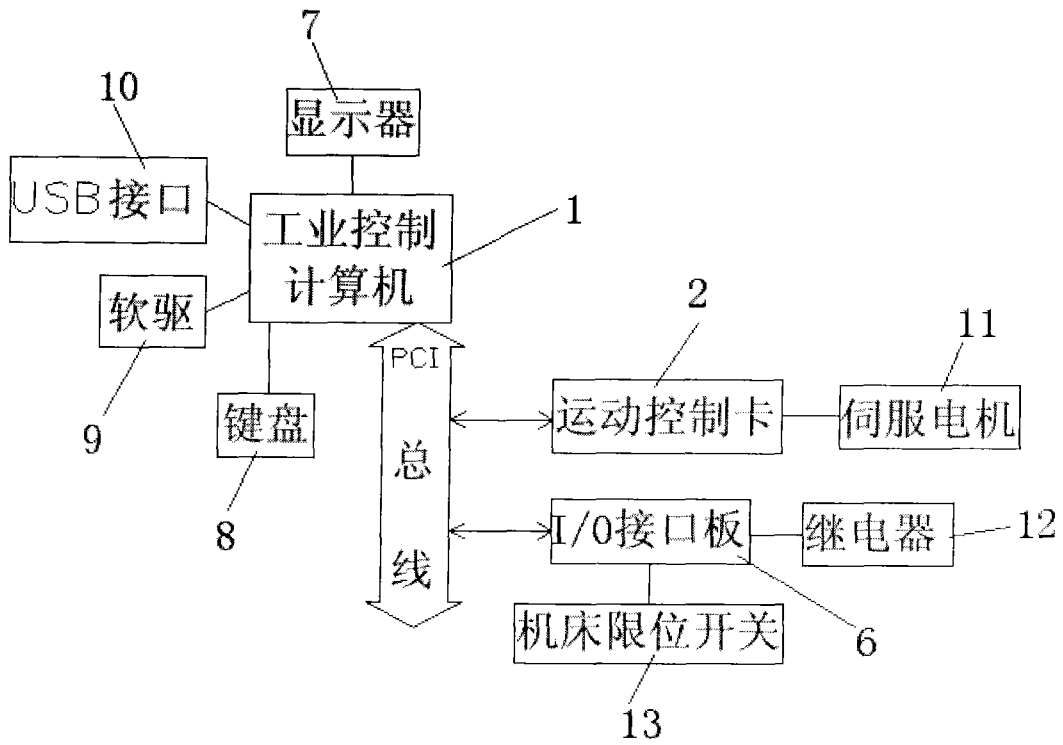 7
10
显示器
USB接口
工业控制
计算机
1
软驱
2
11
PCI
9
键盘
运动控制卡
伺服电机
总
8
I/O接口板
继电器
12
线
机床限位开关
6
13